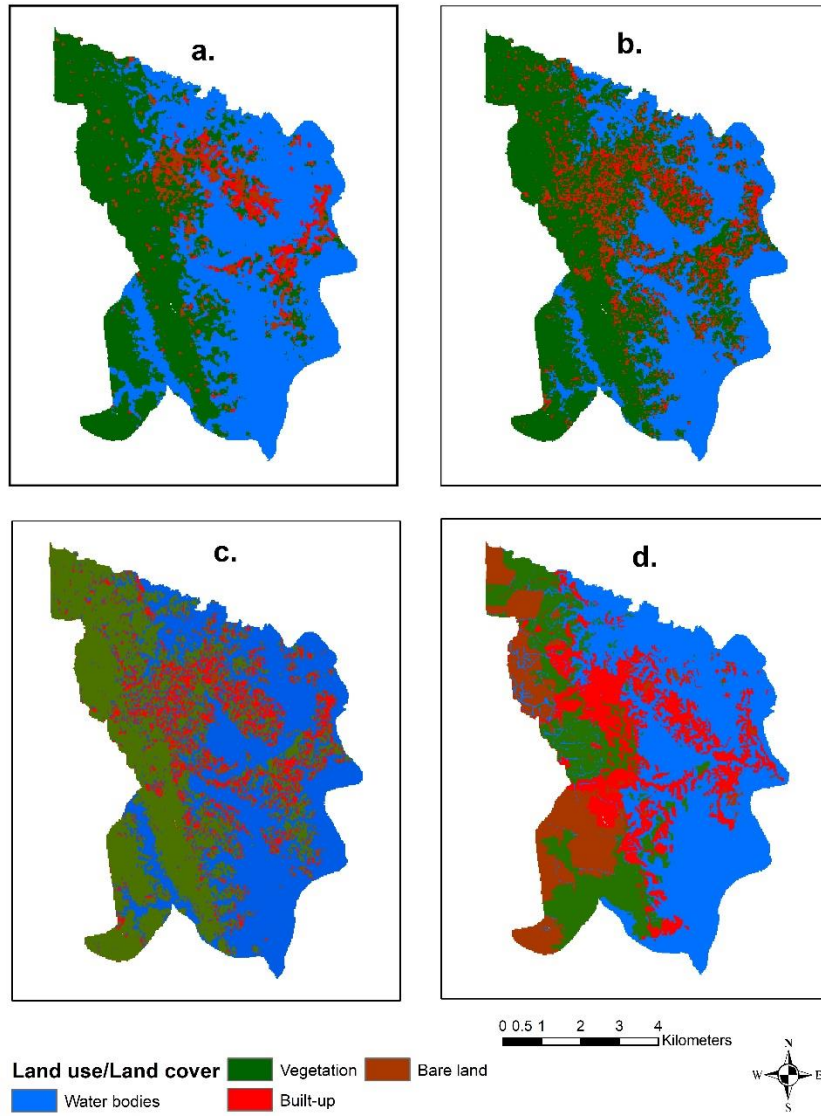 a.
b.
c.
d.
0 0.5 1 2 3 4
Kilometers
Land use/Land cover
Vegetation
Bare land
Water bodies
Built-up
N
W E
S